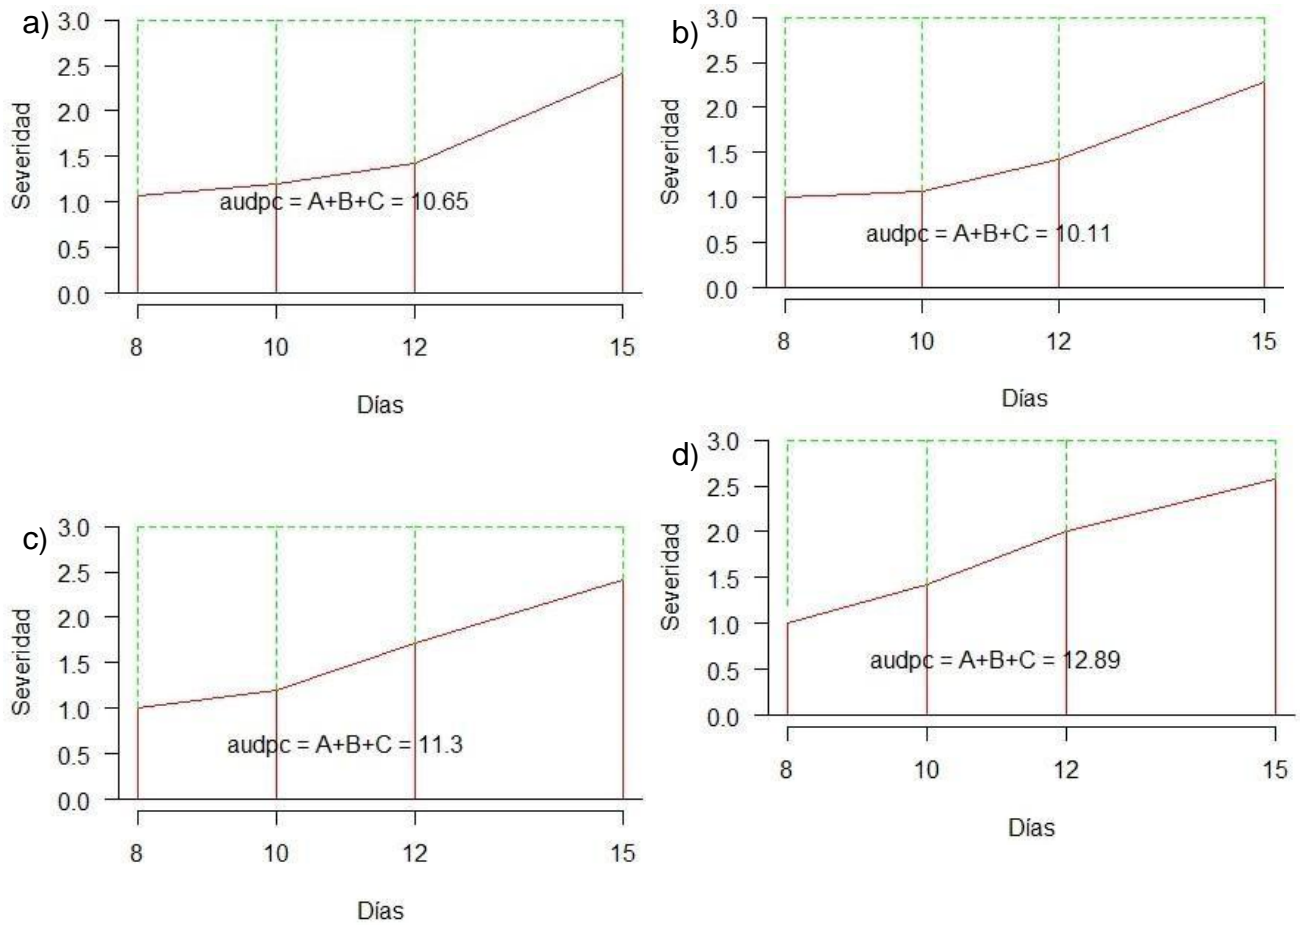 a)
3.0
2.5
2.0
1.5
1.0
0.5
0.0
Severidad
audpc = A+B+C = 10.65
8 10 12 15
Días
b)
3.0
2.5
2.0
1.5
1.0
0.5
0.0
Severidad
audpc = A+B+C = 10.11
8 10 12 15
Días
c)
3.0
2.5
2.0
1.5
1.0
0.5
0.0
Severidad
audpc = A+B+C = 11.3
8 10 12 15
Días
d)
3.0
2.5
2.0
1.5
1.0
0.5
0.0
Severidad
audpc = A+B+C = 12.89
8 10 12 15
Días